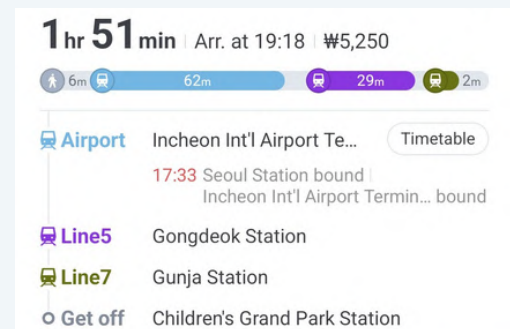 1 hr 51 min Arr. at 19:18 ₩5,250
6m 62m 29m 2m
Airport Incheon Int'l Airport Te... Timetable
17:33 Seoul Station bound
Incheon Int'l Airport Termin... bound
Line5 Gongdeok Station
Line7 Gunja Station
Get off Children's Grand Park Station